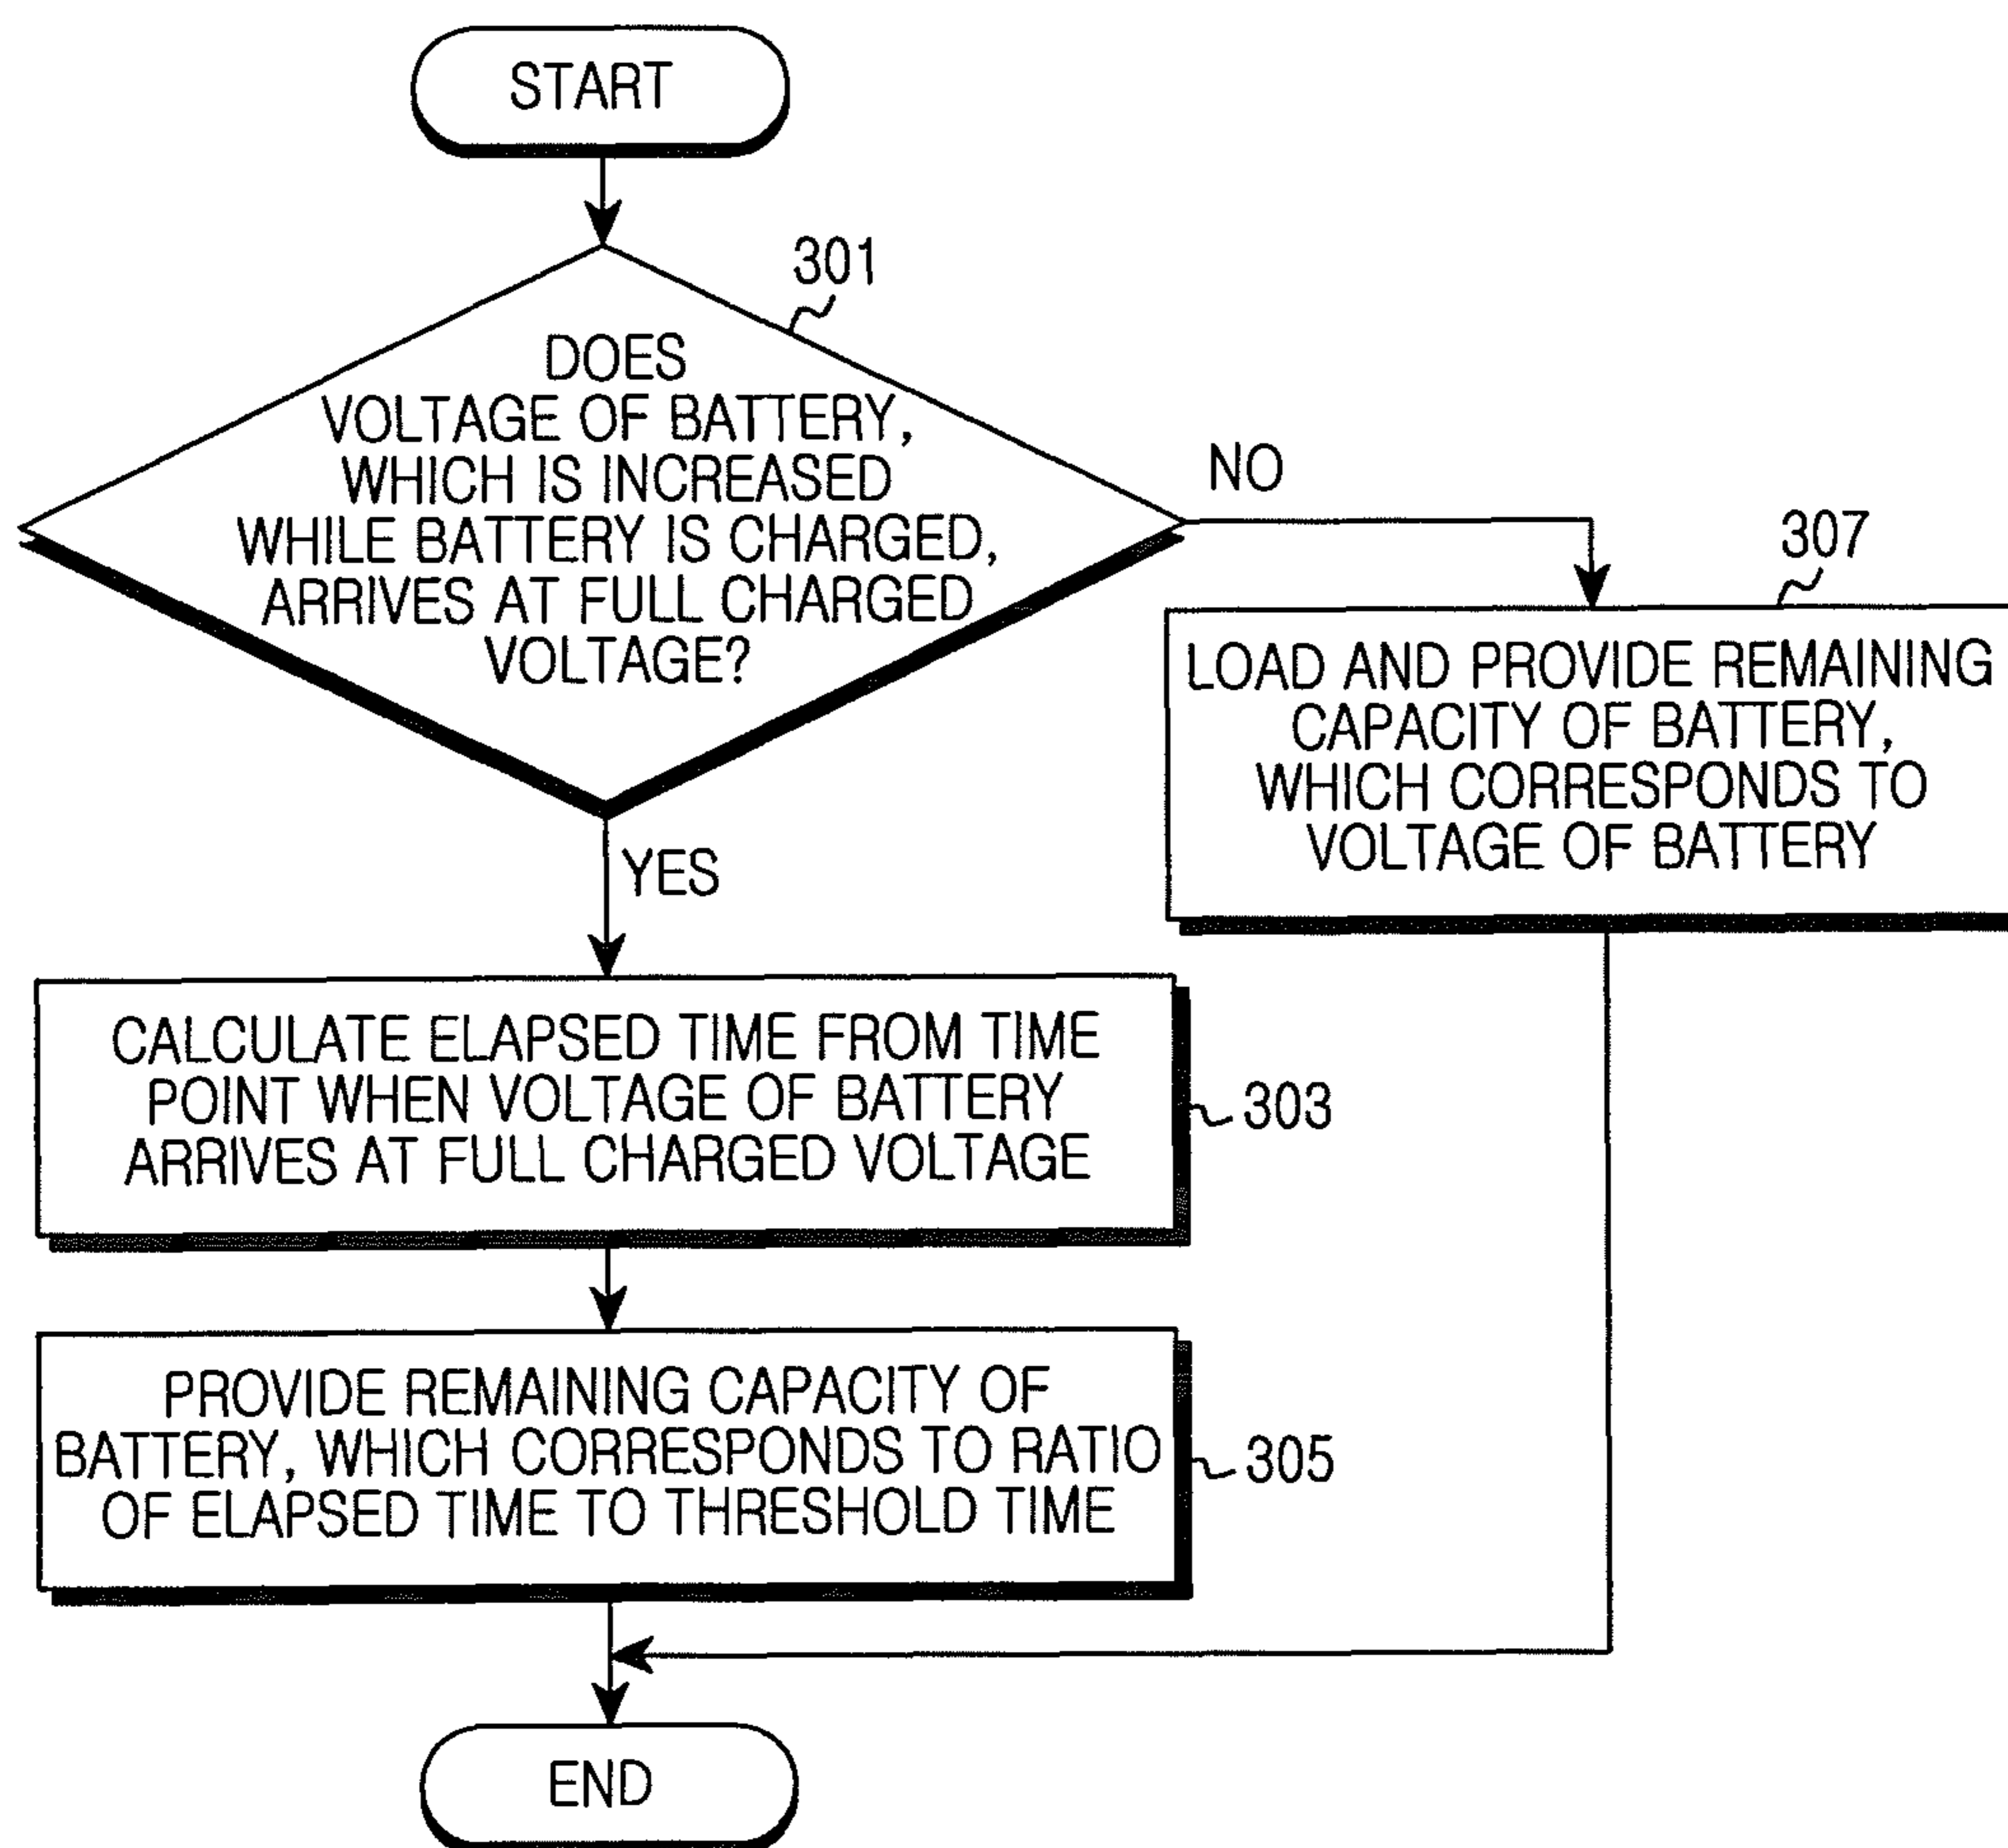 START
301
DOES
VOLTAGE OF BATTERY,
WHICH IS INCREASED
WHILE BATTERY IS CHARGED,
ARRIVES AT FULL CHARGED
VOLTAGE?
NO
307
LOAD AND PROVIDE REMAINING
CAPACITY OF BATTERY,
WHICH CORRESPONDS TO
VOLTAGE OF BATTERY
YES
CALCULATE ELAPSED TIME FROM TIME
POINT WHEN VOLTAGE OF BATTERY
ARRIVES AT FULL CHARGED VOLTAGE
303
PROVIDE REMAINING CAPACITY OF
BATTERY, WHICH CORRESPONDS TO RATIO
OF ELAPSED TIME TO THRESHOLD TIME
305
END